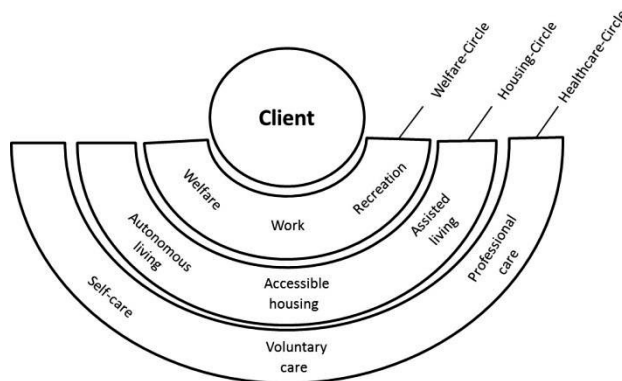 Welfare-Circle
Housing-Circle
Healthcare-Circle
Client
Welfare
Work
Recreation
Autonomous
living
Accessible
housing
Assisted
living
Self-care
Voluntary
care
Professional
care